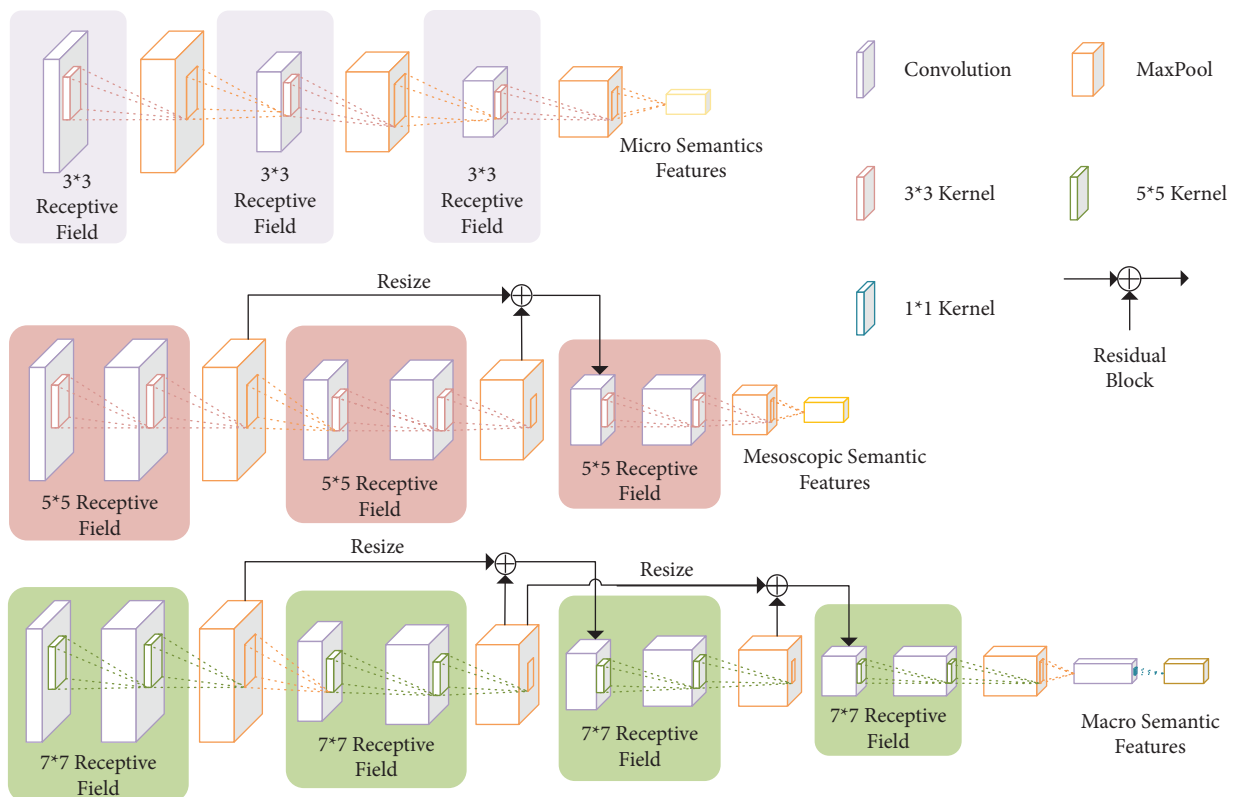 3*3
Receptive
Field
3*3
Receptive
Field
3*3
Receptive
Field
Micro Semantics
Features
Convolution
MaxPool
3*3 Kernel
5*5 Kernel
1*1 Kernel
Residual
Block
Resize
5*5 Receptive
Field
5*5 Receptive
Field
5*5 Receptive
Field
Mesoscopic Semantic
Features
Resize
Resize
7*7 Receptive
Field
7*7 Receptive
Field
7*7 Receptive
Field
7*7 Receptive
Field
Macro Semantic
Features